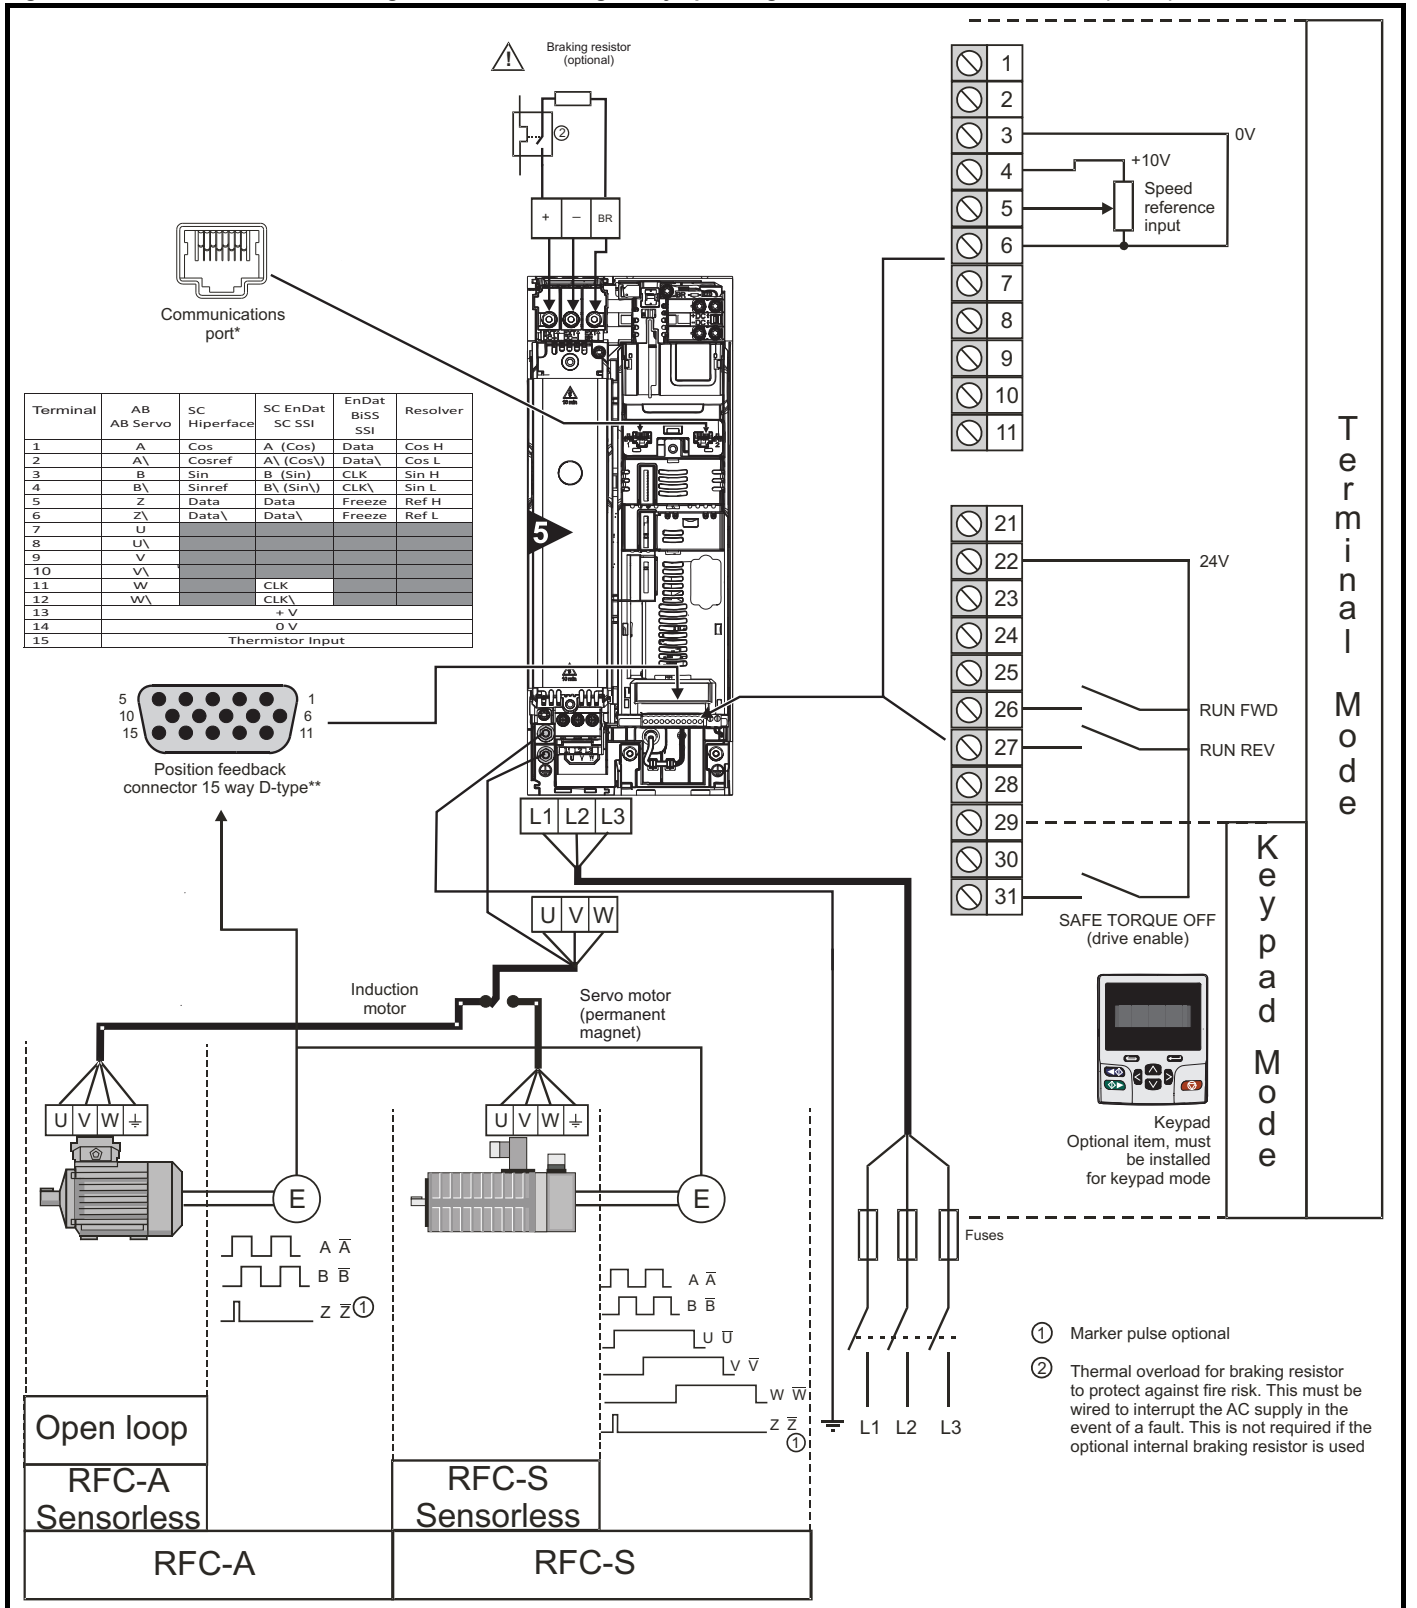 Braking resistor
(optional)
2
+ – BR
Communications
port*
Terminal | AB AB Servo | SC Hiperface | SC EnDat SC SSI | EnDat BiSS SSI | Resolver
1 | A | Cos | A (Cos) | Data | Cos H
2 | A\ | Cosref | A\ (Cos\) | Data\ | Cos L
3 | B | Sin | B (Sin) | CLK | Sin H
4 | B\ | Sinref | B\ (Sin\) | CLK\ | Sin L
5 | Z | Data | Data | Freeze | Ref H
6 | Z\ | Data\ | Data\ | Freeze | Ref L
7 | U
8 | U\
9 | V
10 | V\
11 | W | CLK
12 | W\ | CLK\
13 | + V
14 | 0 V
15 | Thermistor Input
5 1
10 6
15 11
Position feedback
connector 15 way D-type**
5
L1 L2 L3
U V W
Induction
motor
Servo motor
(permanent
magnet)
U V W
U V W
E
E
A A̅
B B̅
Z Z̅ 1
A A̅
B B̅
U U̅
V V̅
W W̅
Z Z̅
1
Open loop
RFC-A
Sensorless
RFC-A
RFC-S
Sensorless
RFC-S
1
2
3
4
5
6
7
8
9
10
11
0V
+10V
Speed
reference
input
21
22
23
24
25
26
27
28
29
30
31
24V
RUN FWD
RUN REV
SAFE TORQUE OFF
(drive enable)
Keypad
Optional item, must
be installed
for keypad mode
Terminal Mode
Keypad Mode
Fuses
L1 L2 L3
1 Marker pulse optional
2 Thermal overload for braking resistor
to protect against fire risk. This must be
wired to interrupt the AC supply in the
event of a fault. This is not required if the
optional internal braking resistor is used